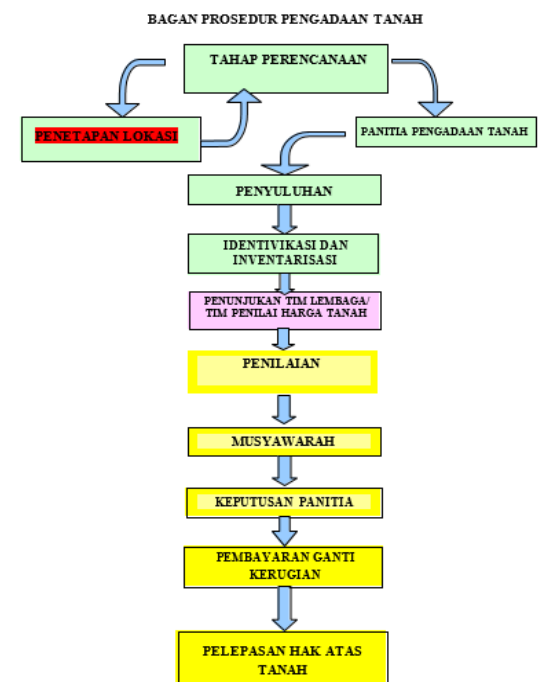 BAGAN PROSEDUR PENGADAAN TANAH
TAHAP PERENCANAAN
PENETAPAN LOKASI
PANITIA PENGADAAN TANAH
PENYULUHAN
IDENTIVIKASI DAN
INVENTARISASI
PENUNJUKAN TIM LEMBAGA/
TIM PENILAI HARGA TANAH
PENILAIAN
MUSYAWARAH
KEPUTUSAN PANITIA
PEMBAYARAN GANTI
KERUGIAN
PELEPASAN HAK ATAS
TANAH